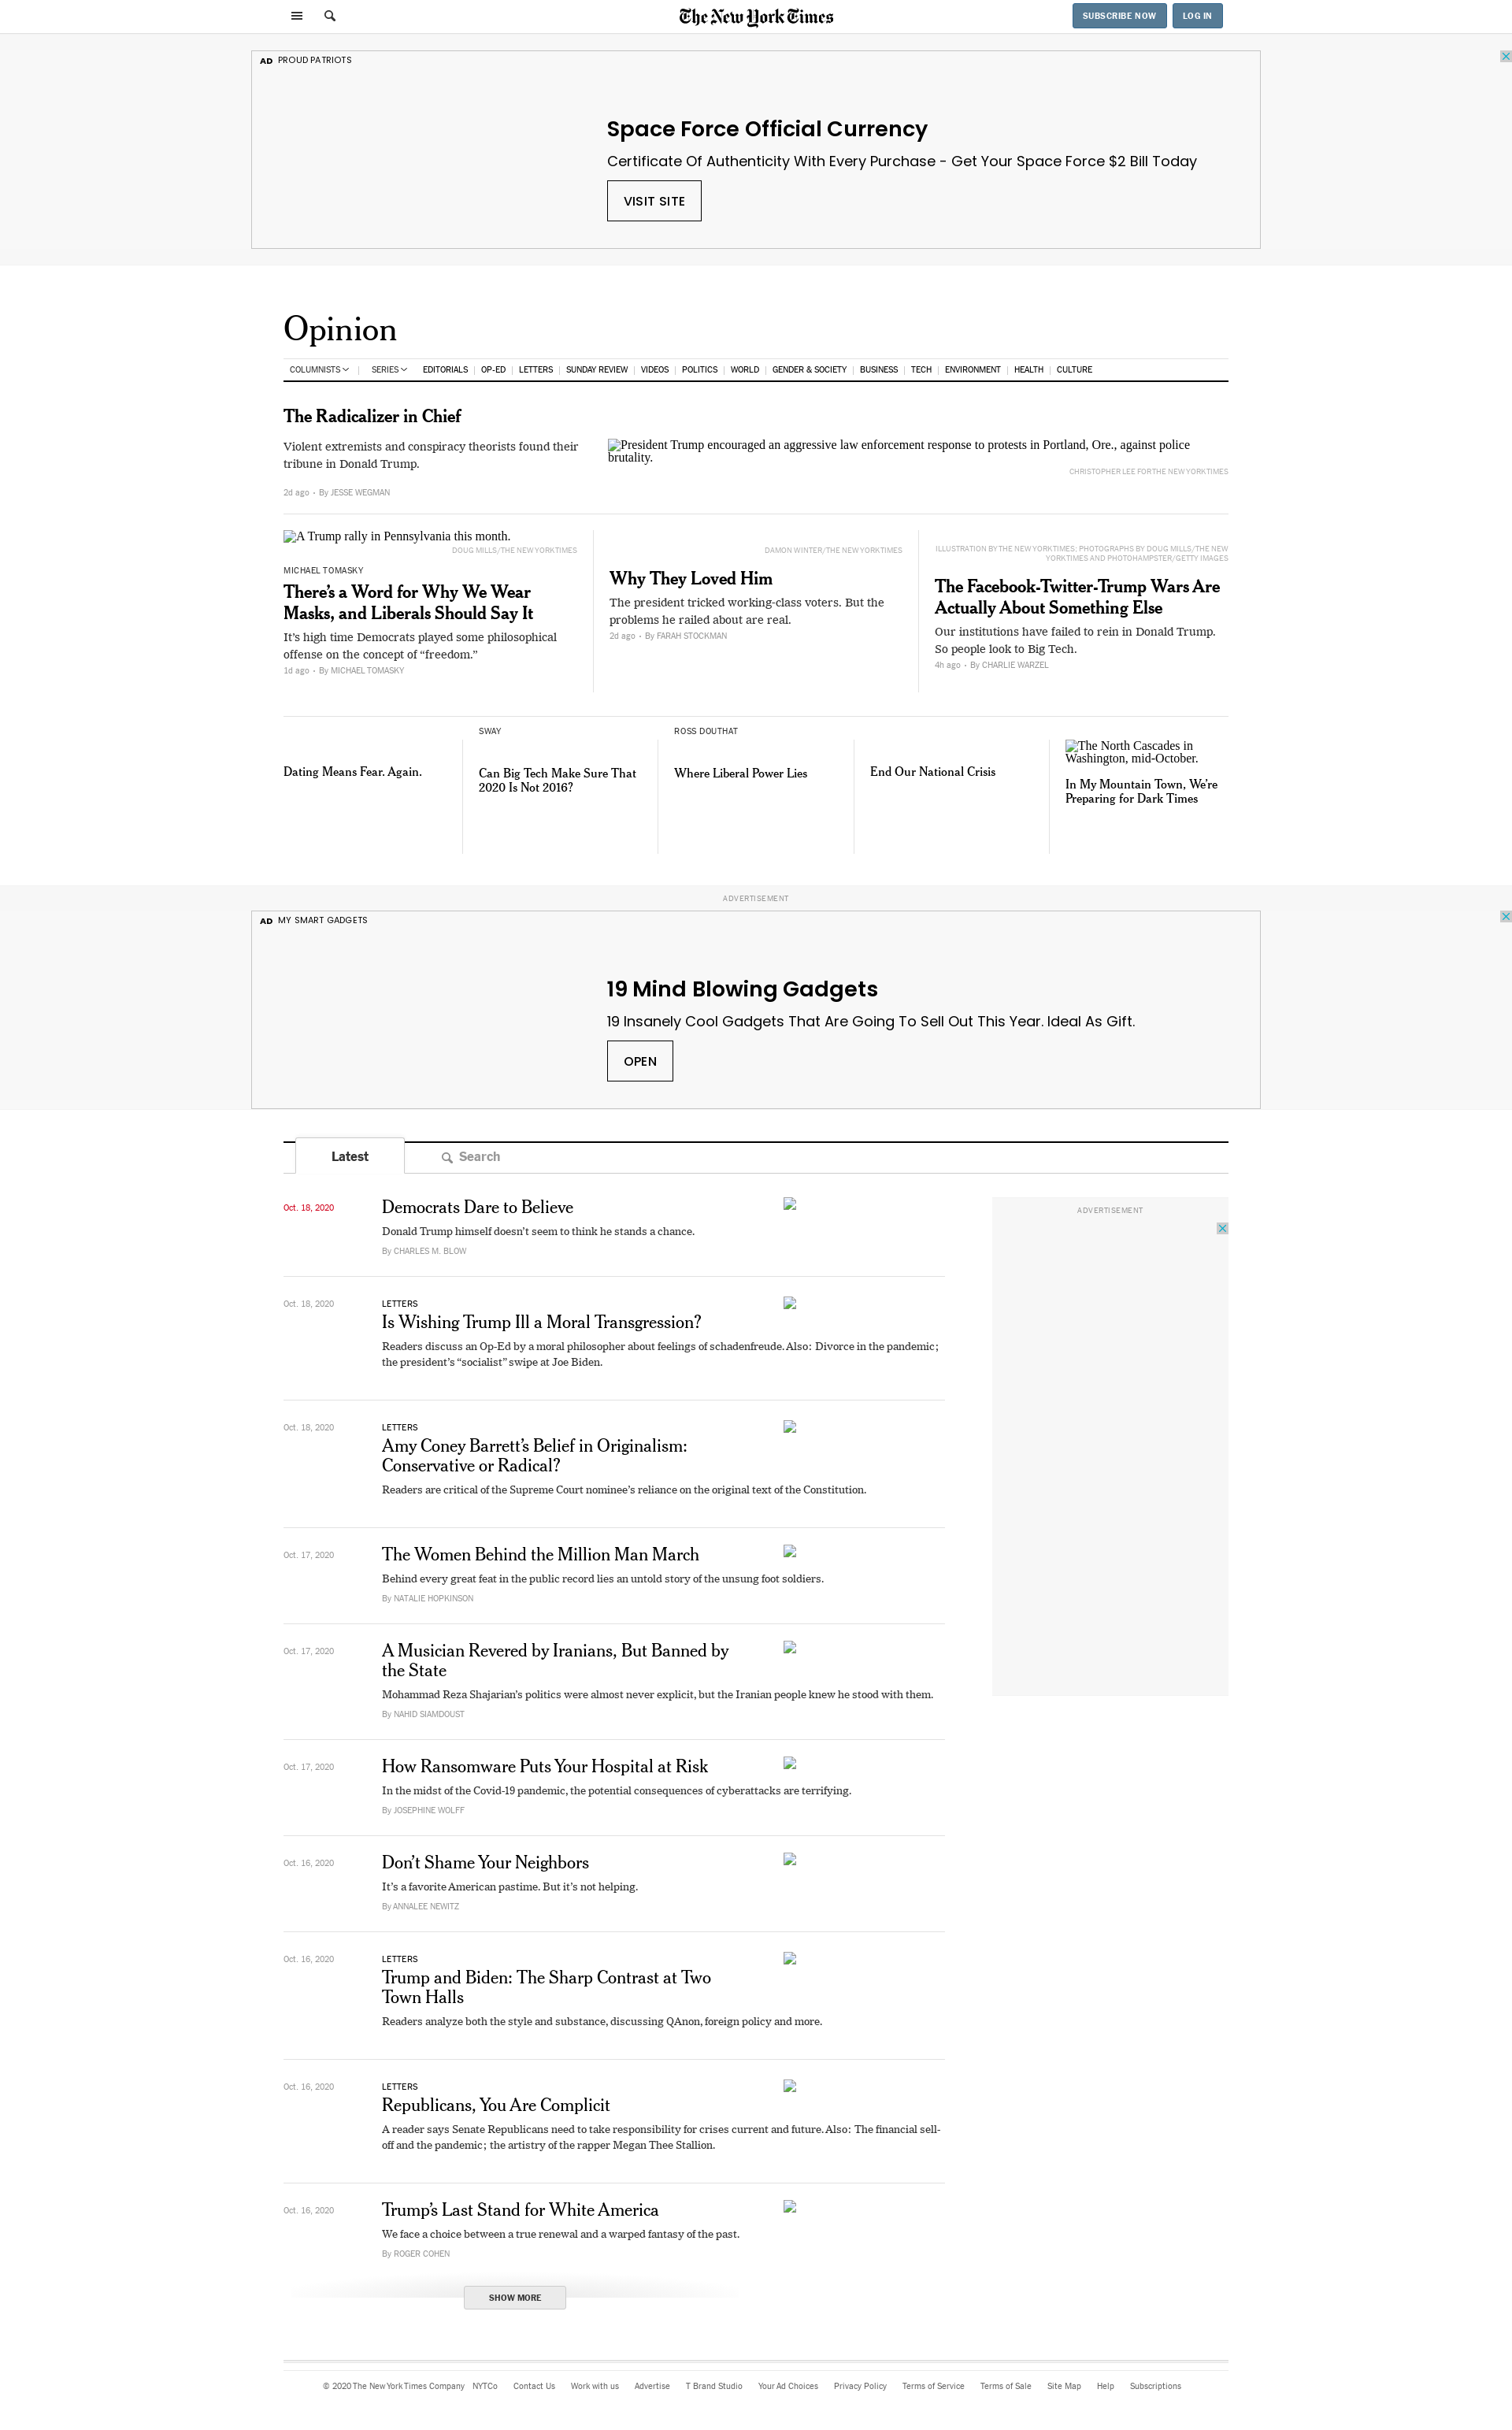 The New York Times
SUBSCRIBE NOW
LOG IN
AD PROUD PATRIOTS
Space Force Official Currency
Certificate Of Authenticity With Every Purchase - Get Your Space Force $2 Bill Today
VISIT SITE
Opinion
COLUMNISTS | SERIES EDITORIALS | OP-ED | LETTERS | SUNDAY REVIEW | VIDEOS | POLITICS | WORLD | GENDER & SOCIETY | BUSINESS | TECH | ENVIRONMENT | HEALTH | CULTURE
The Radicalizer in Chief
Violent extremists and conspiracy theorists found their
tribune in Donald Trump.
2d ago • By JESSE WEGMAN
President Trump encouraged an aggressive law enforcement response to protests in Portland, Ore., against police
brutality.
CHRISTOPHER LEE FOR THE NEW YORK TIMES
A Trump rally in Pennsylvania this month.
DOUG MILLS/THE NEW YORK TIMES
MICHAEL TOMASKY
There’s a Word for Why We Wear
Masks, and Liberals Should Say It
It’s high time Democrats played some philosophical
offense on the concept of “freedom.”
1d ago • By MICHAEL TOMASKY
DAMON WINTER/THE NEW YORK TIMES
Why They Loved Him
The president tricked working-class voters. But the
problems he railed about are real.
2d ago • By FARAH STOCKMAN
ILLUSTRATION BY THE NEW YORK TIMES; PHOTOGRAPHS BY DOUG MILLS/THE NEW
YORK TIMES AND PHOTOHAMPSTER/GETTY IMAGES
The Facebook-Twitter-Trump Wars Are
Actually About Something Else
Our institutions have failed to rein in Donald Trump.
So people look to Big Tech.
4h ago • By CHARLIE WARZEL
Dating Means Fear. Again.
SWAY
Can Big Tech Make Sure That
2020 Is Not 2016?
ROSS DOUTHAT
Where Liberal Power Lies
End Our National Crisis
The North Cascades in
Washington, mid-October.
In My Mountain Town, We’re
Preparing for Dark Times
ADVERTISEMENT
AD MY SMART GADGETS
19 Mind Blowing Gadgets
19 Insanely Cool Gadgets That Are Going To Sell Out This Year. Ideal As Gift.
OPEN
Latest
Search
ADVERTISEMENT
Oct. 18, 2020
Democrats Dare to Believe
Donald Trump himself doesn’t seem to think he stands a chance.
By CHARLES M. BLOW
Oct. 18, 2020
LETTERS
Is Wishing Trump Ill a Moral Transgression?
Readers discuss an Op-Ed by a moral philosopher about feelings of schadenfreude. Also: Divorce in the pandemic;
the president’s “socialist” swipe at Joe Biden.
Oct. 18, 2020
LETTERS
Amy Coney Barrett’s Belief in Originalism:
Conservative or Radical?
Readers are critical of the Supreme Court nominee’s reliance on the original text of the Constitution.
Oct. 17, 2020
The Women Behind the Million Man March
Behind every great feat in the public record lies an untold story of the unsung foot soldiers.
By NATALIE HOPKINSON
Oct. 17, 2020
A Musician Revered by Iranians, But Banned by
the State
Mohammad Reza Shajarian’s politics were almost never explicit, but the Iranian people knew he stood with them.
By NAHID SIAMDOUST
Oct. 17, 2020
How Ransomware Puts Your Hospital at Risk
In the midst of the Covid-19 pandemic, the potential consequences of cyberattacks are terrifying.
By JOSEPHINE WOLFF
Oct. 16, 2020
Don’t Shame Your Neighbors
It’s a favorite American pastime. But it’s not helping.
By ANNALEE NEWITZ
Oct. 16, 2020
LETTERS
Trump and Biden: The Sharp Contrast at Two
Town Halls
Readers analyze both the style and substance, discussing QAnon, foreign policy and more.
Oct. 16, 2020
LETTERS
Republicans, You Are Complicit
A reader says Senate Republicans need to take responsibility for crises current and future. Also: The financial sell-
off and the pandemic; the artistry of the rapper Megan Thee Stallion.
Oct. 16, 2020
Trump’s Last Stand for White America
We face a choice between a true renewal and a warped fantasy of the past.
By ROGER COHEN
SHOW MORE
© 2020 The New York Times Company NYTCo Contact Us Work with us Advertise T Brand Studio Your Ad Choices Privacy Policy Terms of Service Terms of Sale Site Map Help Subscriptions